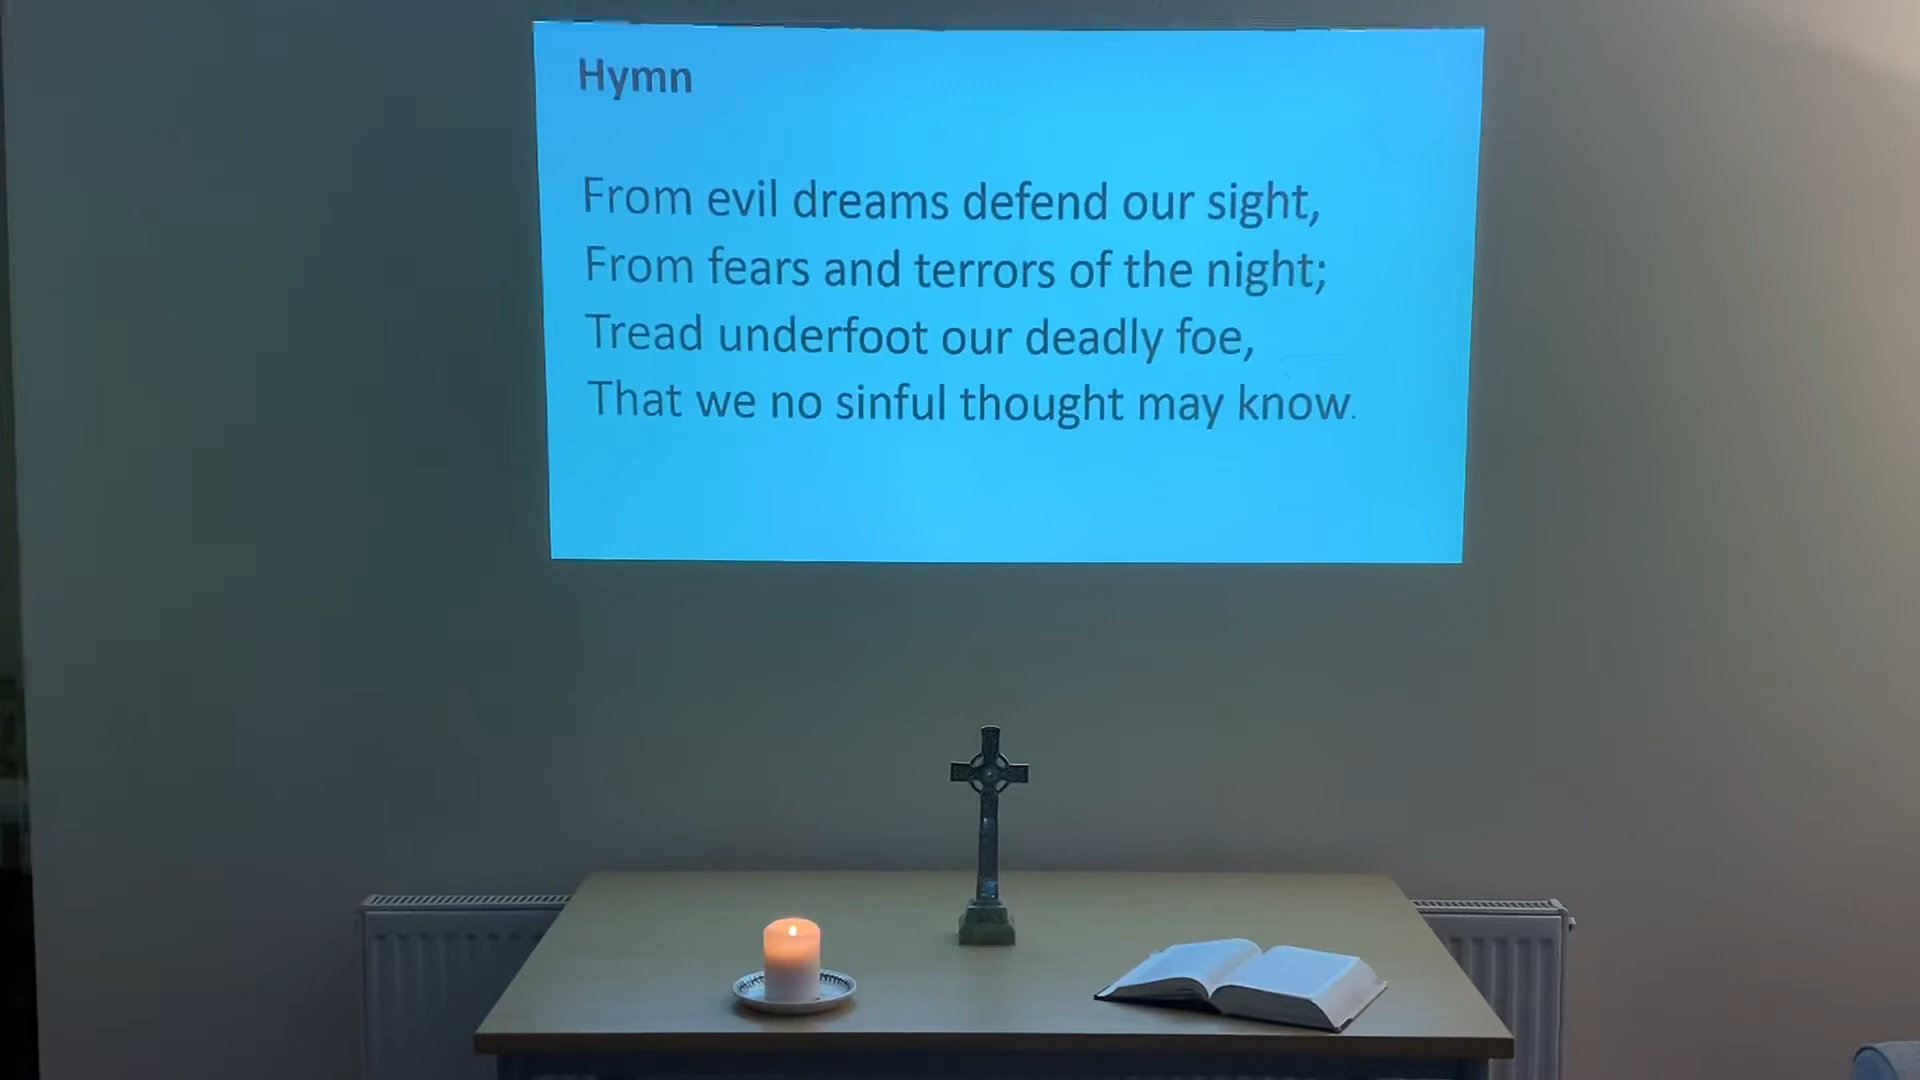 Hymn
From evil dreams defend our sight,
From fears and terrors of the night;
Tread underfoot our deadly foe,
That we no sinful thought may know.